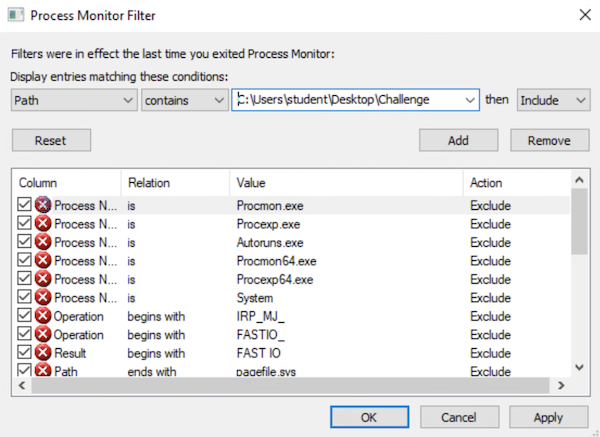 Process Monitor Filter
Filters were in effect the last time you exited Process Monitor:
Display entries matching these conditions:
Path contains C:\Users\student\Desktop\Challenge then Include
Reset Add Remove
Column Relation Value Action
Process N... is Procmon.exe Exclude
Process N... is Procexp.exe Exclude
Process N... is Autoruns.exe Exclude
Process N... is Procmon64.exe Exclude
Process N... is Procexp64.exe Exclude
Process N... is System Exclude
Operation begins with IRP_MJ_ Exclude
Operation begins with FASTIO_ Exclude
Result begins with FAST IO Exclude
Path ends with pagefile.sys Exclude
OK Cancel Apply